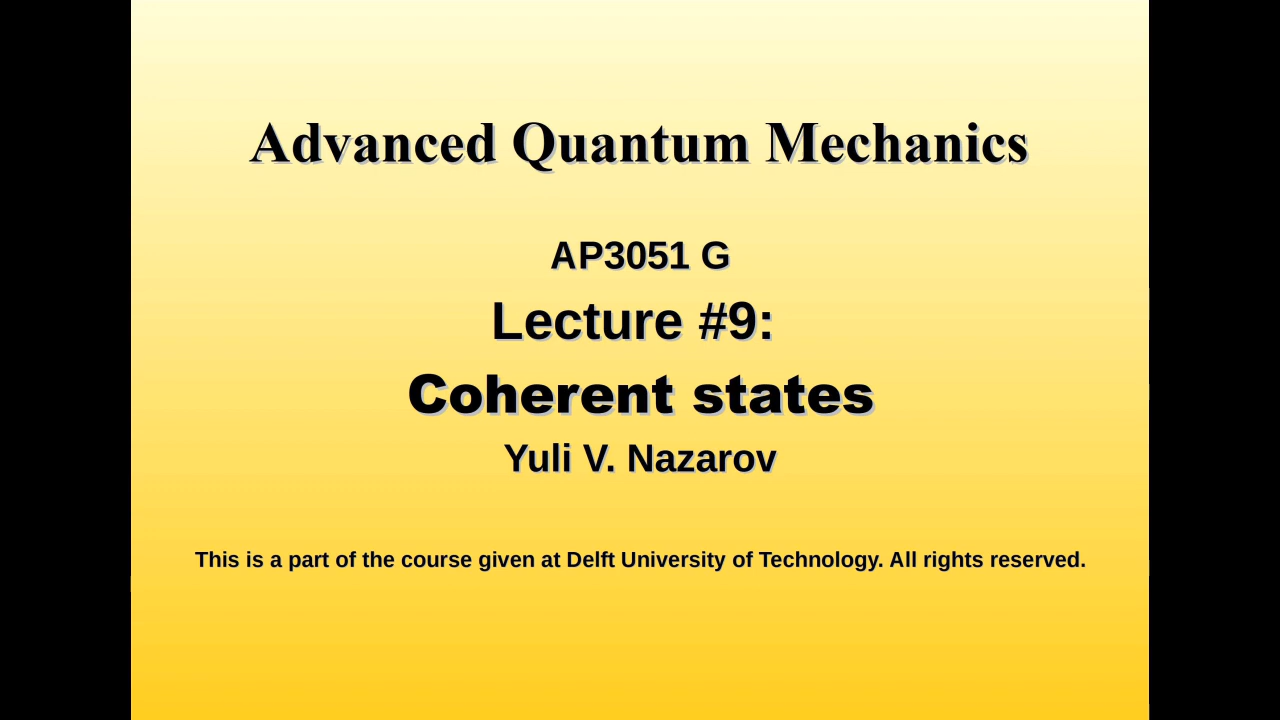 Advanced Quantum Mechanics
AP3051 G
Lecture #9:
Coherent states
Yuli V. Nazarov
This is a part of the course given at Delft University of Technology. All rights reserved.